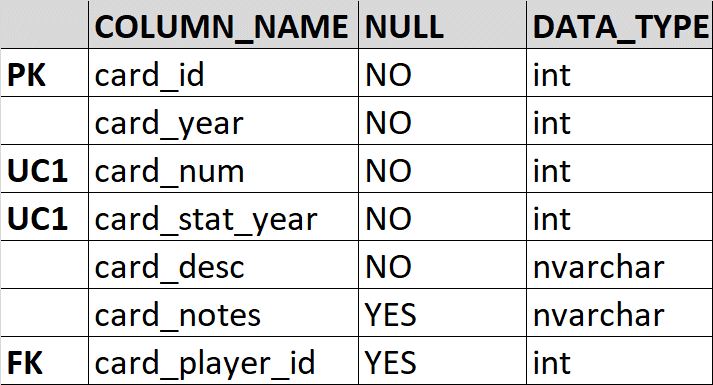 COLUMN_NAME NULL DATA_TYPE
PK card_id NO int
card_year NO int
UC1 card_num NO int
UC1 card_stat_year NO int
card_desc NO nvarchar
card_notes YES nvarchar
FK card_player_id YES int